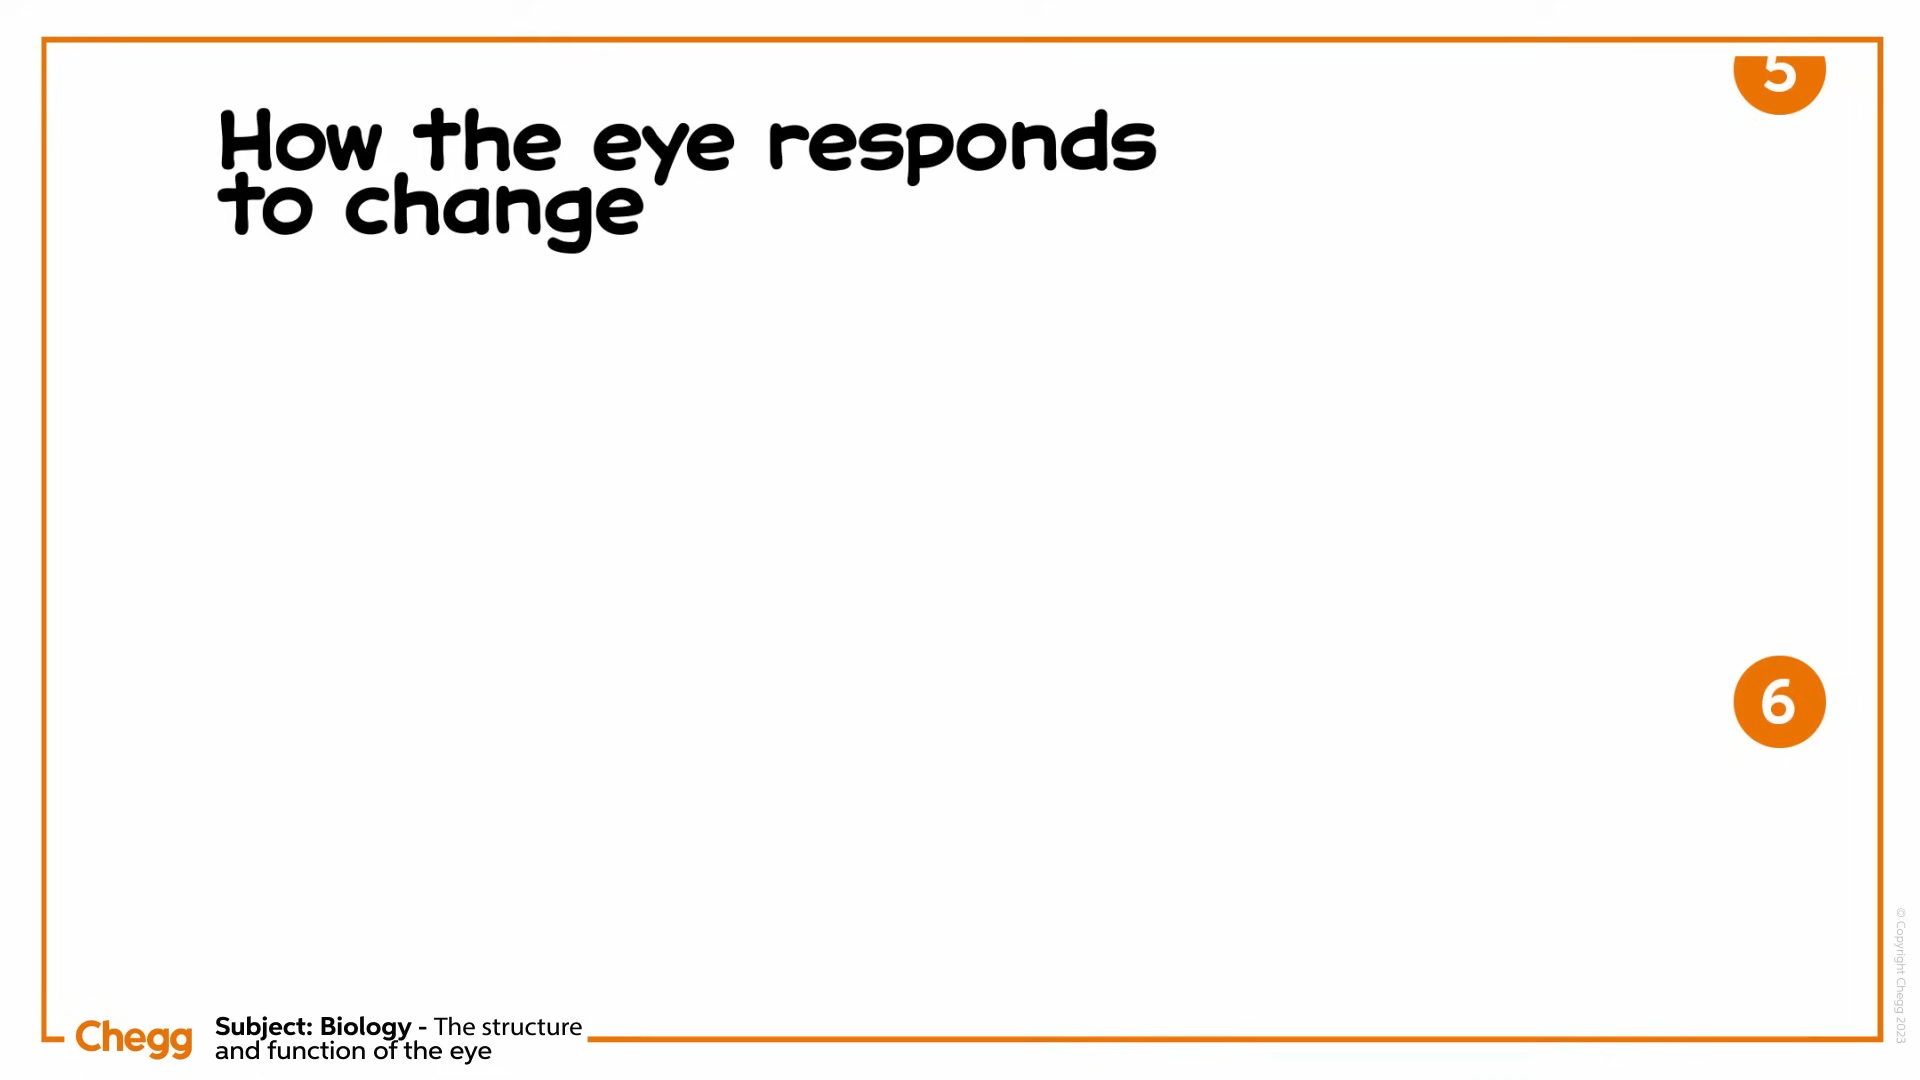 5
How the eye responds
to change
6
Chegg
Subject: Biology - The structure
and function of the eye
© Copyright Chegg 2023